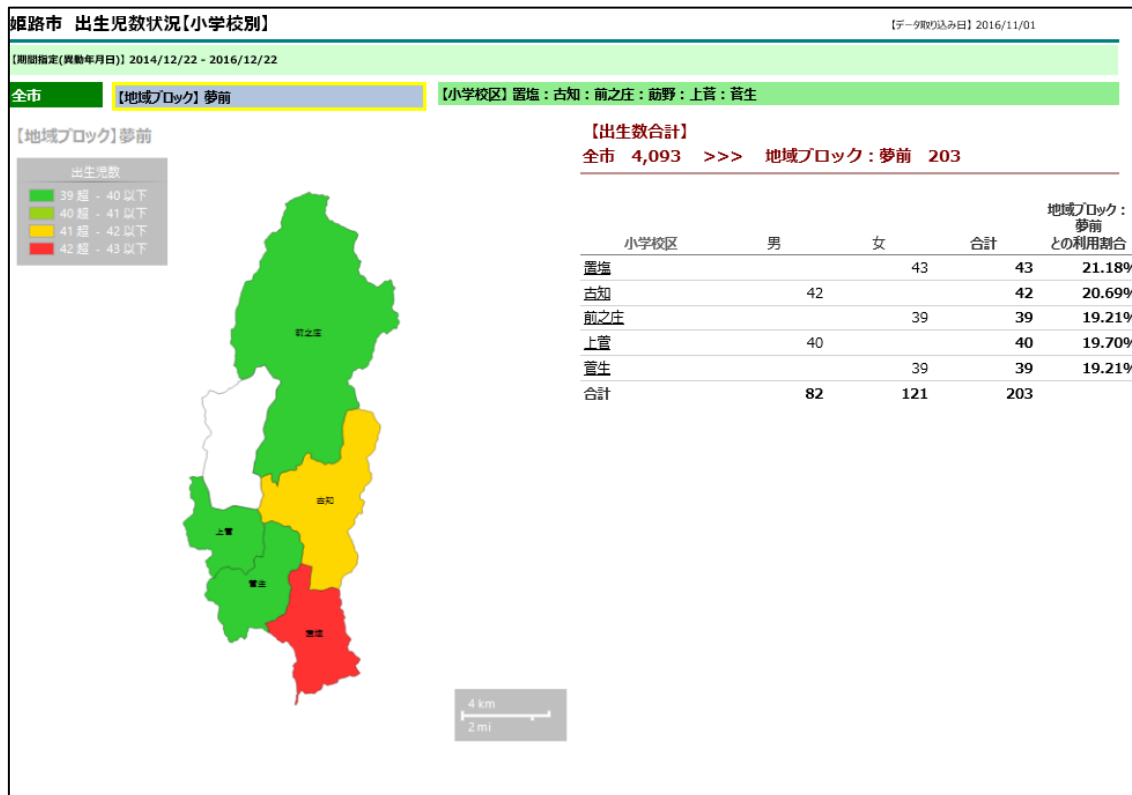 姫路市 出生児数状況【小学校別】
【データ取り込み日】2016/11/01
【期間指定(異動年月日)】2014/12/22 - 2016/12/22
全市
【地域ブロック】夢前
【小学校区】置塩：古知：前之庄：莇野：上菅：菅生
【地域ブロック】夢前
出生児数
39 超 - 40 以下
40 超 - 41 以下
41 超 - 42 以下
42 超 - 43 以下
前之庄
古知
上菅
菅生
置塩
4 km
2 mi
【出生数合計】
全市 4,093 >>> 地域ブロック：夢前 203
小学校区 男 女 合計 地域ブロック：夢前との利用割合
置塩 43 43 21.18%
古知 42 42 20.69%
前之庄 39 39 19.21%
上菅 40 40 19.70%
菅生 39 39 19.21%
合計 82 121 203